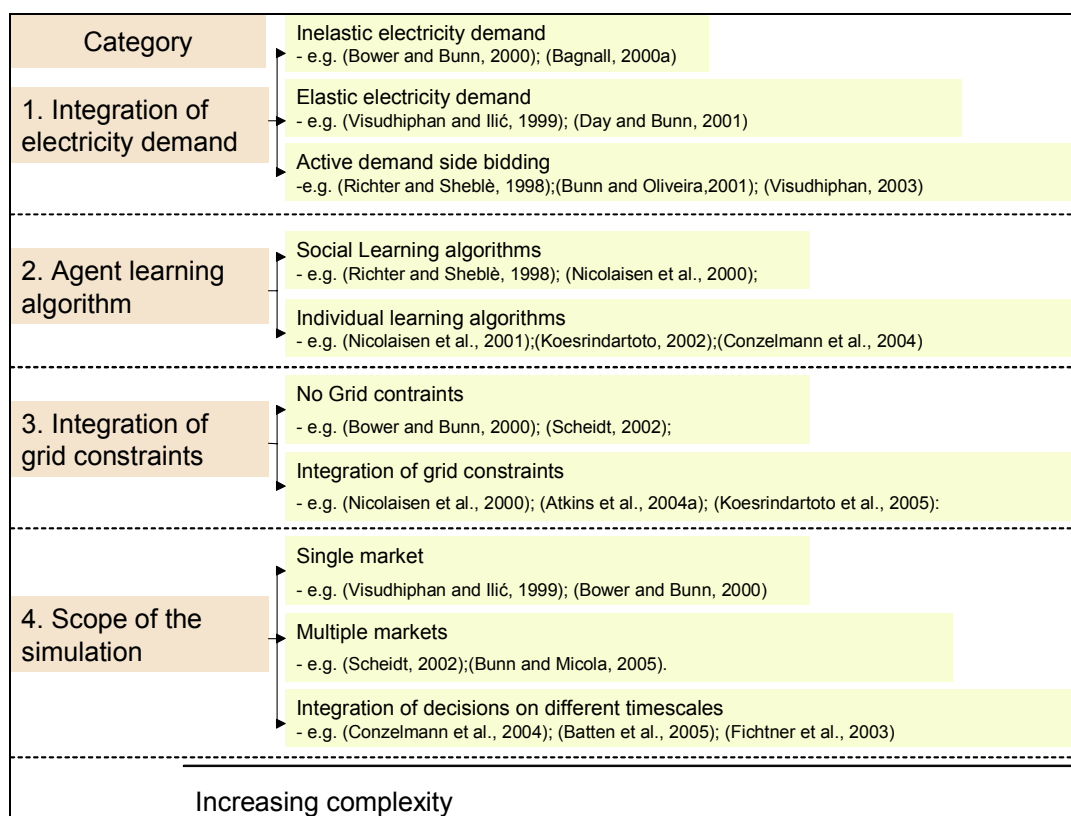 Category
Inelastic electricity demand
- e.g. (Bower and Bunn, 2000); (Bagnall, 2000a)
1. Integration of
electricity demand
Elastic electricity demand
- e.g. (Visudhiphan and Ilić, 1999); (Day and Bunn, 2001)
Active demand side bidding
-e.g. (Richter and Sheblè, 1998);(Bunn and Oliveira,2001); (Visudhiphan, 2003)
2. Agent learning
algorithm
Social Learning algorithms
- e.g. (Richter and Sheblè, 1998); (Nicolaisen et al., 2000);
Individual learning algorithms
- e.g. (Nicolaisen et al., 2001);(Koesrindartoto, 2002);(Conzelmann et al., 2004)
3. Integration of
grid constraints
No Grid contraints
- e.g. (Bower and Bunn, 2000); (Scheidt, 2002);
Integration of grid constraints
- e.g. (Nicolaisen et al., 2000); (Atkins et al., 2004a); (Koesrindartoto et al., 2005):
4. Scope of the
simulation
Single market
- e.g. (Visudhiphan and Ilić, 1999); (Bower and Bunn, 2000)
Multiple markets
- e.g. (Scheidt, 2002);(Bunn and Micola, 2005).
Integration of decisions on different timescales
- e.g. (Conzelmann et al., 2004); (Batten et al., 2005); (Fichtner et al., 2003)
Increasing complexity